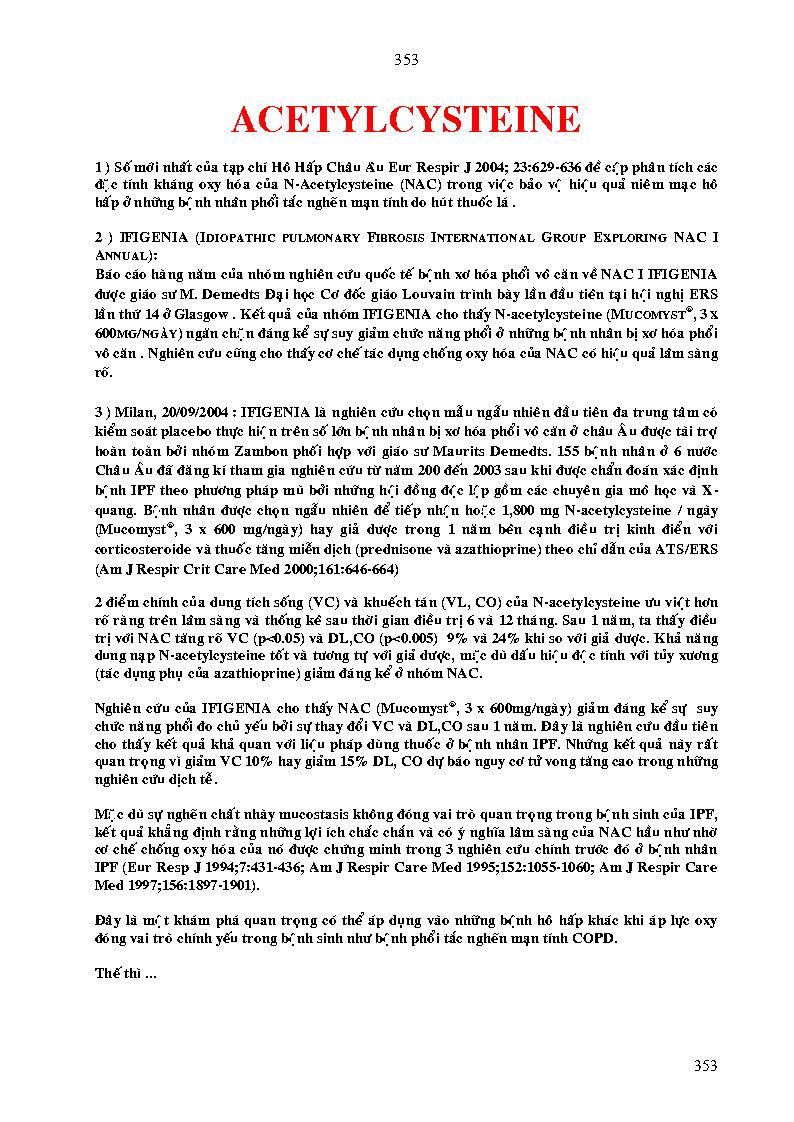 353
ACETYLCYSTEINE
1 ) Số mới nhất của tạp chí Hô Hấp Châu Âu Eur Respir J 2004; 23:629-636 đề cập phân tích các
đặc tính kháng oxy hóa của N-Acetylcysteine (NAC) trong việc bảo vệ hiệu quả niêm mạc hô
hấp ở những bệnh nhân phổi tắc nghẽn mạn tính do hút thuốc lá .
2 ) IFIGENIA (IDIOPATHIC PULMONARY FIBROSIS INTERNATIONAL GROUP EXPLORING NAC I
ANNUAL):
Báo cáo hàng năm của nhóm nghiên cứu quốc tế bệnh xơ hóa phổi vô căn về NAC I IFIGENIA
được giáo sư M. Demedts Đại học Cơ đốc giáo Louvain trình bày lần đầu tiên tại hội nghị ERS
lần thứ 14 ở Glasgow . Kết quả của nhóm IFIGENIA cho thấy N-acetylcysteine (MUCOMYST®, 3 X
600MG/NGÀY) ngăn chặn đáng kể sự suy giảm chức năng phổi ở những bệnh nhân bị xơ hóa phổi
vô căn . Nghiên cưu cũng cho thấy cơ chế tác dụng chống oxy hóa của NAC có hiệu quả lâm sàng
rõ.
3 ) Milan, 20/09/2004 : IFIGENIA là nghiên cứu chọn mẫu ngẫu nhiên đầu tiên đa trung tâm có
kiểm soát placebo thực hiện trên số lớn bệnh nhân bị xơ hóa phổi vô căn ở châu Âu được tài trợ
hoàn toàn bởi nhóm Zambon phối hợp với giáo sư Maurits Demedts. 155 bệnh nhân ở 6 nước
Châu Âu đã đăng kí tham gia nghiên cứu từ năm 200 đến 2003 sau khi được chẩn đoán xác định
bệnh IPF theo phương pháp mù bởi những hội đồng độc lập gồm các chuyên gia mô học và X-
quang. Bệnh nhân được chọn ngẫu nhiên để tiếp nhận hoặc 1,800 mg N-acetylcysteine / ngày
(Mucomyst®, 3 x 600 mg/ngày) hay giả dược trong 1 năm bên cạnh điều trị kinh điển với
corticosteroide và thuốc tăng miễn dịch (prednisone và azathioprine) theo chỉ dẫn của ATS/ERS
(Am J Respir Crit Care Med 2000;161:646-664)
2 điểm chính của dung tích sống (VC) và khuếch tán (VL, CO) của N-acetylcysteine ưu việt hơn
rõ ràng trên lâm sàng và thống kê sau thời gian điều trị 6 và 12 tháng. Sau 1 năm, ta thấy điều
trị với NAC tăng rõ VC (p<0.05) và DL,CO (p<0.005) 9% và 24% khi so với giả dược. Khả năng
dung nạp N-acetylcysteine tốt và tương tự với giả dược, mặc dù dấu hiệu độc tính với tủy xương
(tác dụng phụ của azathioprine) giảm đáng kể ở nhóm NAC.
Nghiên cứu của IFIGENIA cho thấy NAC (Mucomyst®, 3 x 600mg/ngày) giảm đáng kể sự suy
chức năng phổi đo chủ yếu bởi sự thay đổi VC và DL,CO sau 1 năm. Đây là nghiên cứu đầu tiên
cho thấy kết quả khả quan với liệu pháp dùng thuốc ở bệnh nhân IPF. Những kết quả này rất
quan trọng vì giảm VC 10% hay giảm 15% DL, CO dự báo nguy cơ tử vong tăng cao trong những
nghiên cứu dịch tễ.
Mặc dù sự nghẽn chất nhày mucostasis không đóng vai trò quan trọng trong bệnh sinh của IPF,
kết quả khẳng định rằng những lợi ích chắc chắn và có ý nghĩa lâm sàng của NAC hầu như nhờ
cơ chế chống oxy hóa của nó được chứng minh trong 3 nghiên cứu chính trước đó ở bệnh nhân
IPF (Eur Resp J 1994;7:431-436; Am J Respir Care Med 1995;152:1055-1060; Am J Respir Care
Med 1997;156:1897-1901).
Đây là một khám phá quan trọng có thể áp dụng vào những bệnh hô hấp khác khi áp lực oxy
đóng vai trò chính yếu trong bệnh sinh như bệnh phổi tắc nghẽn mạn tính COPD.
Thế thì ...
353